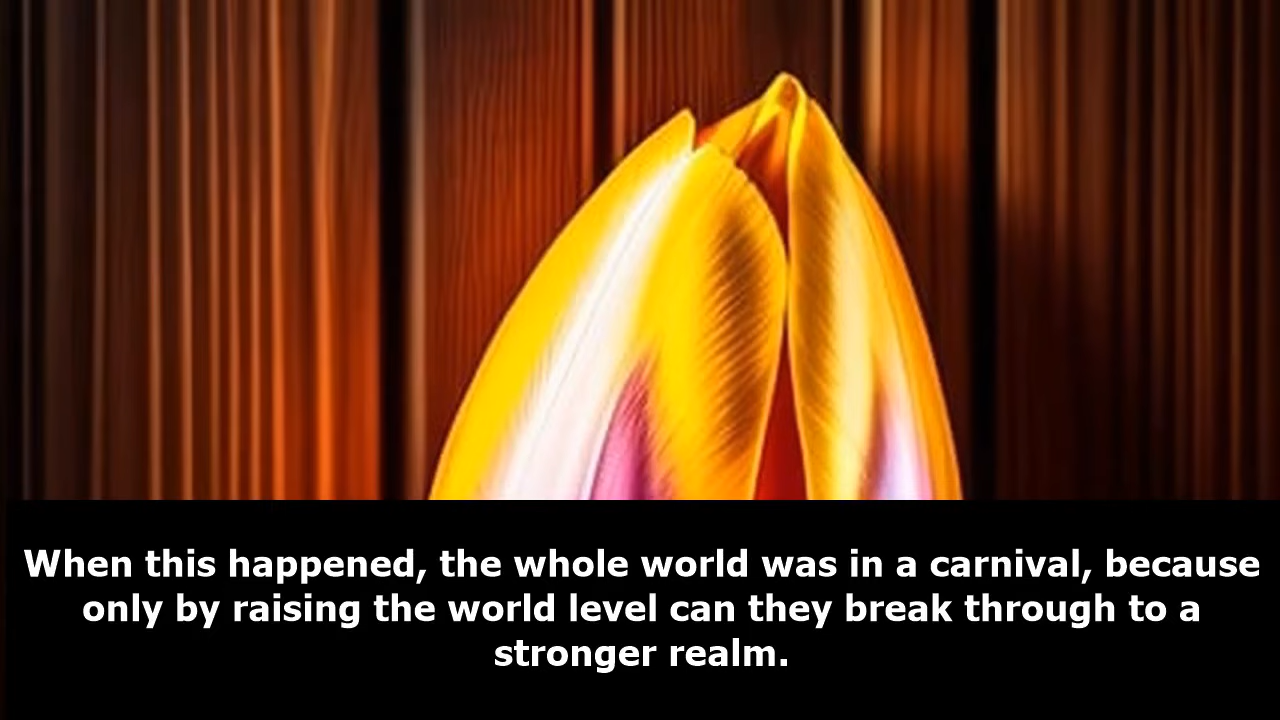 When this happened, the whole world was in a carnival, because
only by raising the world level can they break through to a
stronger realm.